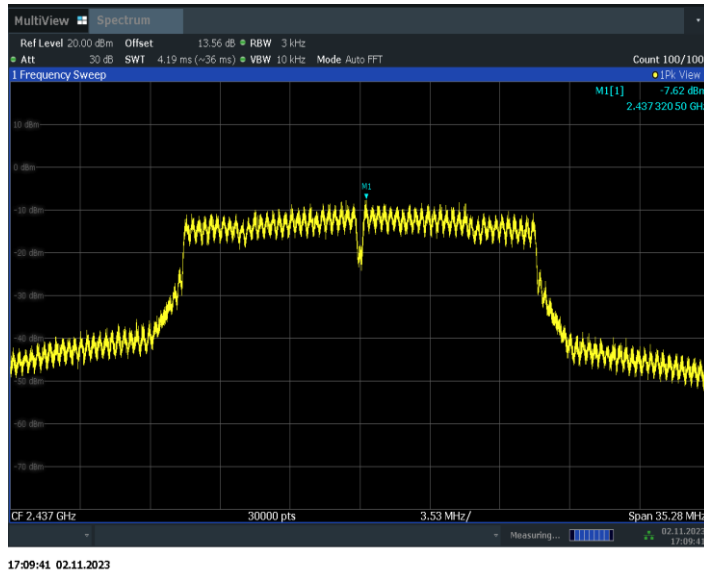 MultiView Spectrum
Ref Level 20.00 dBm Offset 13.56 dB RBW 3 kHz
Att 30 dB SWT 4.19 ms (~36 ms) VBW 10 kHz Mode Auto FFT Count 100/100
1 Frequency Sweep 1Pk View
M1[1] -7.62 dBm
2.437 320 50 GHz
10 dBm
0 dBm
M1
-10 dBm
-20 dBm
-30 dBm
-40 dBm
-50 dBm
-60 dBm
-70 dBm
CF 2.437 GHz 30000 pts 3.53 MHz/ Span 35.28 MHz
Measuring... 02.11.2023
17:09:41
17:09:41 02.11.2023